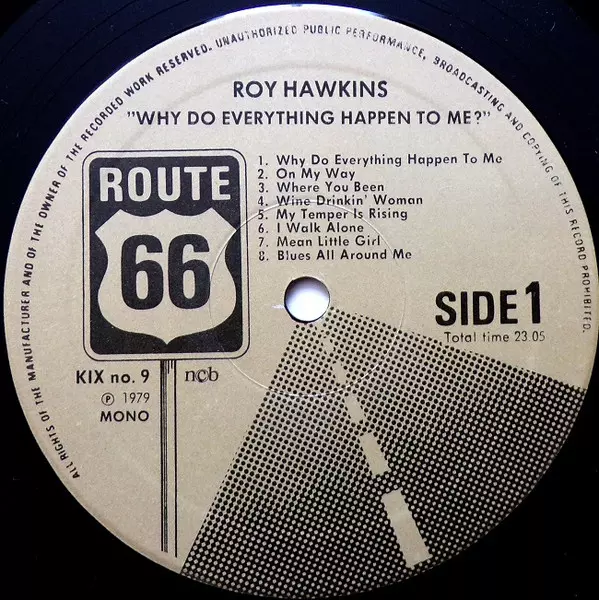 ALL RIGHTS OF THE MANUFACTURER AND OF THE OWNER OF THE RECORDED WORK RESERVED. UNAUTHORIZED PUBLIC PERFORMANCE, BROADCASTING AND COPYING OF THIS RECORD PROHIBITED.
ROY HAWKINS
"WHY DO EVERYTHING HAPPEN TO ME?"
1. Why Do Everything Happen To Me
2. On My Way
3. Where You Been
4. Wine Drinkin' Woman
5. My Temper Is Rising
6. I Walk Alone
7. Mean Little Girl
8. Blues All Around Me
ROUTE
66
SIDE 1
Total time 23.05
KIX no. 9
ncb
℗ 1979
MONO